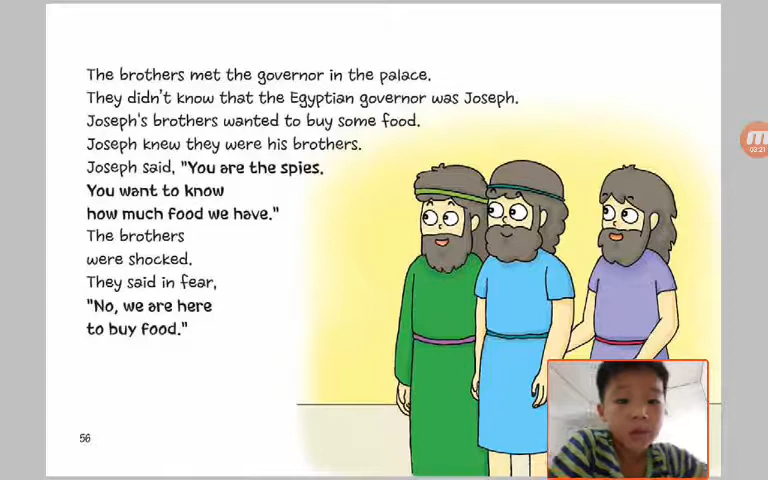 The brothers met the governor in the palace.
They didn't know that the Egyptian governor was Joseph.
Joseph's brothers wanted to buy some food.
Joseph knew they were his brothers.
Joseph said, "You are the spies.
You want to know
how much food we have."
The brothers
were shocked.
They said in fear,
"No, we are here
to buy food."
56
M
03:21